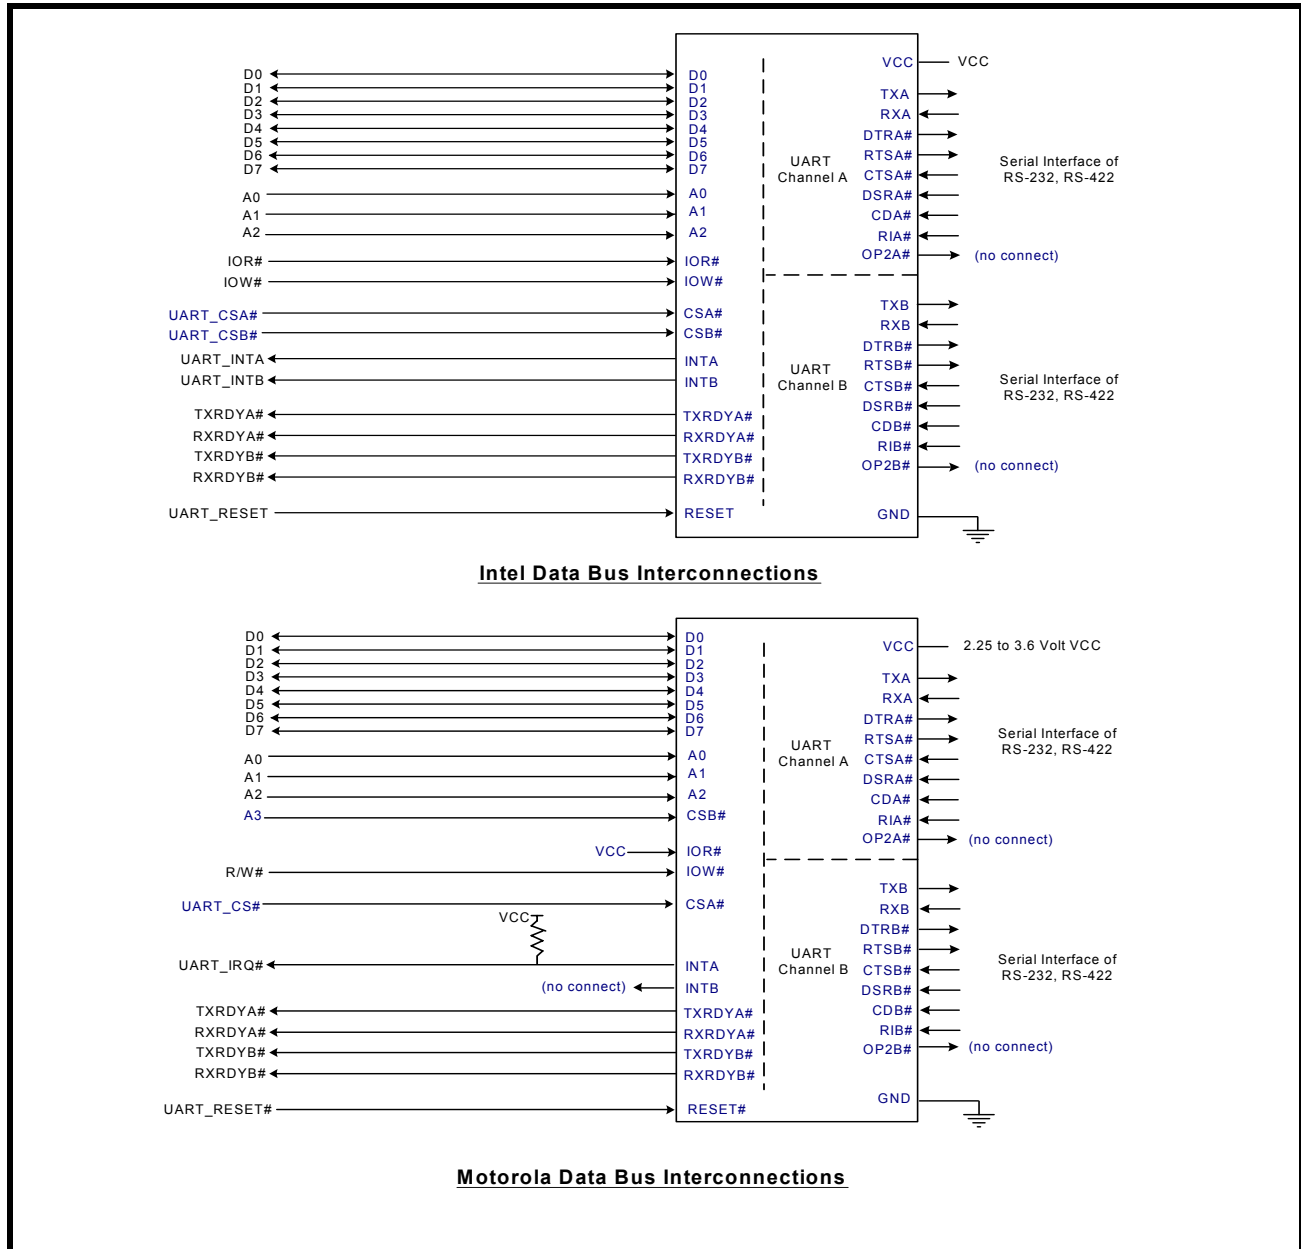 D0
D1
D2
D3
D4
D5
D6
D7
A0
A1
A2
IOR#
IOW#
UART_CSA#
UART_CSB#
UART_INTA
UART_INTB
TXRDYA#
RXRDYA#
TXRDYB#
RXRDYB#
UART_RESET
D0
D1
D2
D3
D4
D5
D6
D7
A0
A1
A2
IOR#
IOW#
CSA#
CSB#
INTA
INTB
TXRDYA#
RXRDYA#
TXRDYB#
RXRDYB#
RESET
UART
Channel A
UART
Channel B
VCC
TXA
RXA
DTRA#
RTSA#
CTSA#
DSRA#
CDA#
RIA#
OP2A#
TXB
RXB
DTRB#
RTSB#
CTSB#
DSRB#
CDB#
RIB#
OP2B#
GND
VCC
Serial Interface of
RS-232, RS-422
(no connect)
Serial Interface of
RS-232, RS-422
(no connect)
Intel Data Bus Interconnections
D0
D1
D2
D3
D4
D5
D6
D7
A0
A1
A2
A3
VCC
R/W#
UART_CS#
VCC
UART_IRQ#
(no connect)
TXRDYA#
RXRDYA#
TXRDYB#
RXRDYB#
UART_RESET#
D0
D1
D2
D3
D4
D5
D6
D7
A0
A1
A2
CSB#
IOR#
IOW#
CSA#
INTA
INTB
TXRDYA#
RXRDYA#
TXRDYB#
RXRDYB#
RESET#
UART
Channel A
UART
Channel B
VCC
TXA
RXA
DTRA#
RTSA#
CTSA#
DSRA#
CDA#
RIA#
OP2A#
TXB
RXB
DTRB#
RTSB#
CTSB#
DSRB#
CDB#
RIB#
OP2B#
GND
2.25 to 3.6 Volt VCC
Serial Interface of
RS-232, RS-422
(no connect)
Serial Interface of
RS-232, RS-422
(no connect)
Motorola Data Bus Interconnections